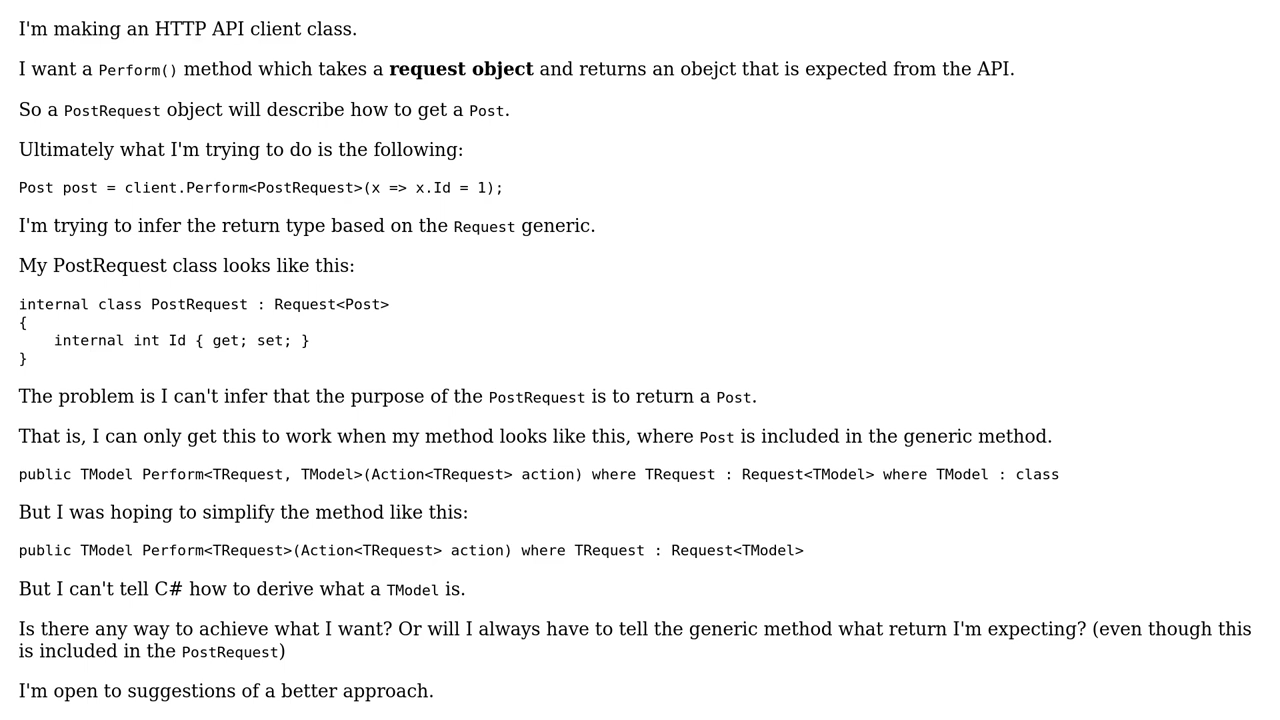 I'm making an HTTP API client class.
I want a Perform() method which takes a request object and returns an obejct that is expected from the API.
So a PostRequest object will describe how to get a Post.
Ultimately what I'm trying to do is the following:
Post post = client.Perform<PostRequest>(x => x.Id = 1);
I'm trying to infer the return type based on the Request generic.
My PostRequest class looks like this:
internal class PostRequest : Request<Post>
{
    internal int Id { get; set; }
}
The problem is I can't infer that the purpose of the PostRequest is to return a Post.
That is, I can only get this to work when my method looks like this, where Post is included in the generic method.
public TModel Perform<TRequest, TModel>(Action<TRequest> action) where TRequest : Request<TModel> where TModel : class
But I was hoping to simplify the method like this:
public TModel Perform<TRequest>(Action<TRequest> action) where TRequest : Request<TModel>
But I can't tell C# how to derive what a TModel is.
Is there any way to achieve what I want? Or will I always have to tell the generic method what return I'm expecting? (even though this
is included in the PostRequest)
I'm open to suggestions of a better approach.